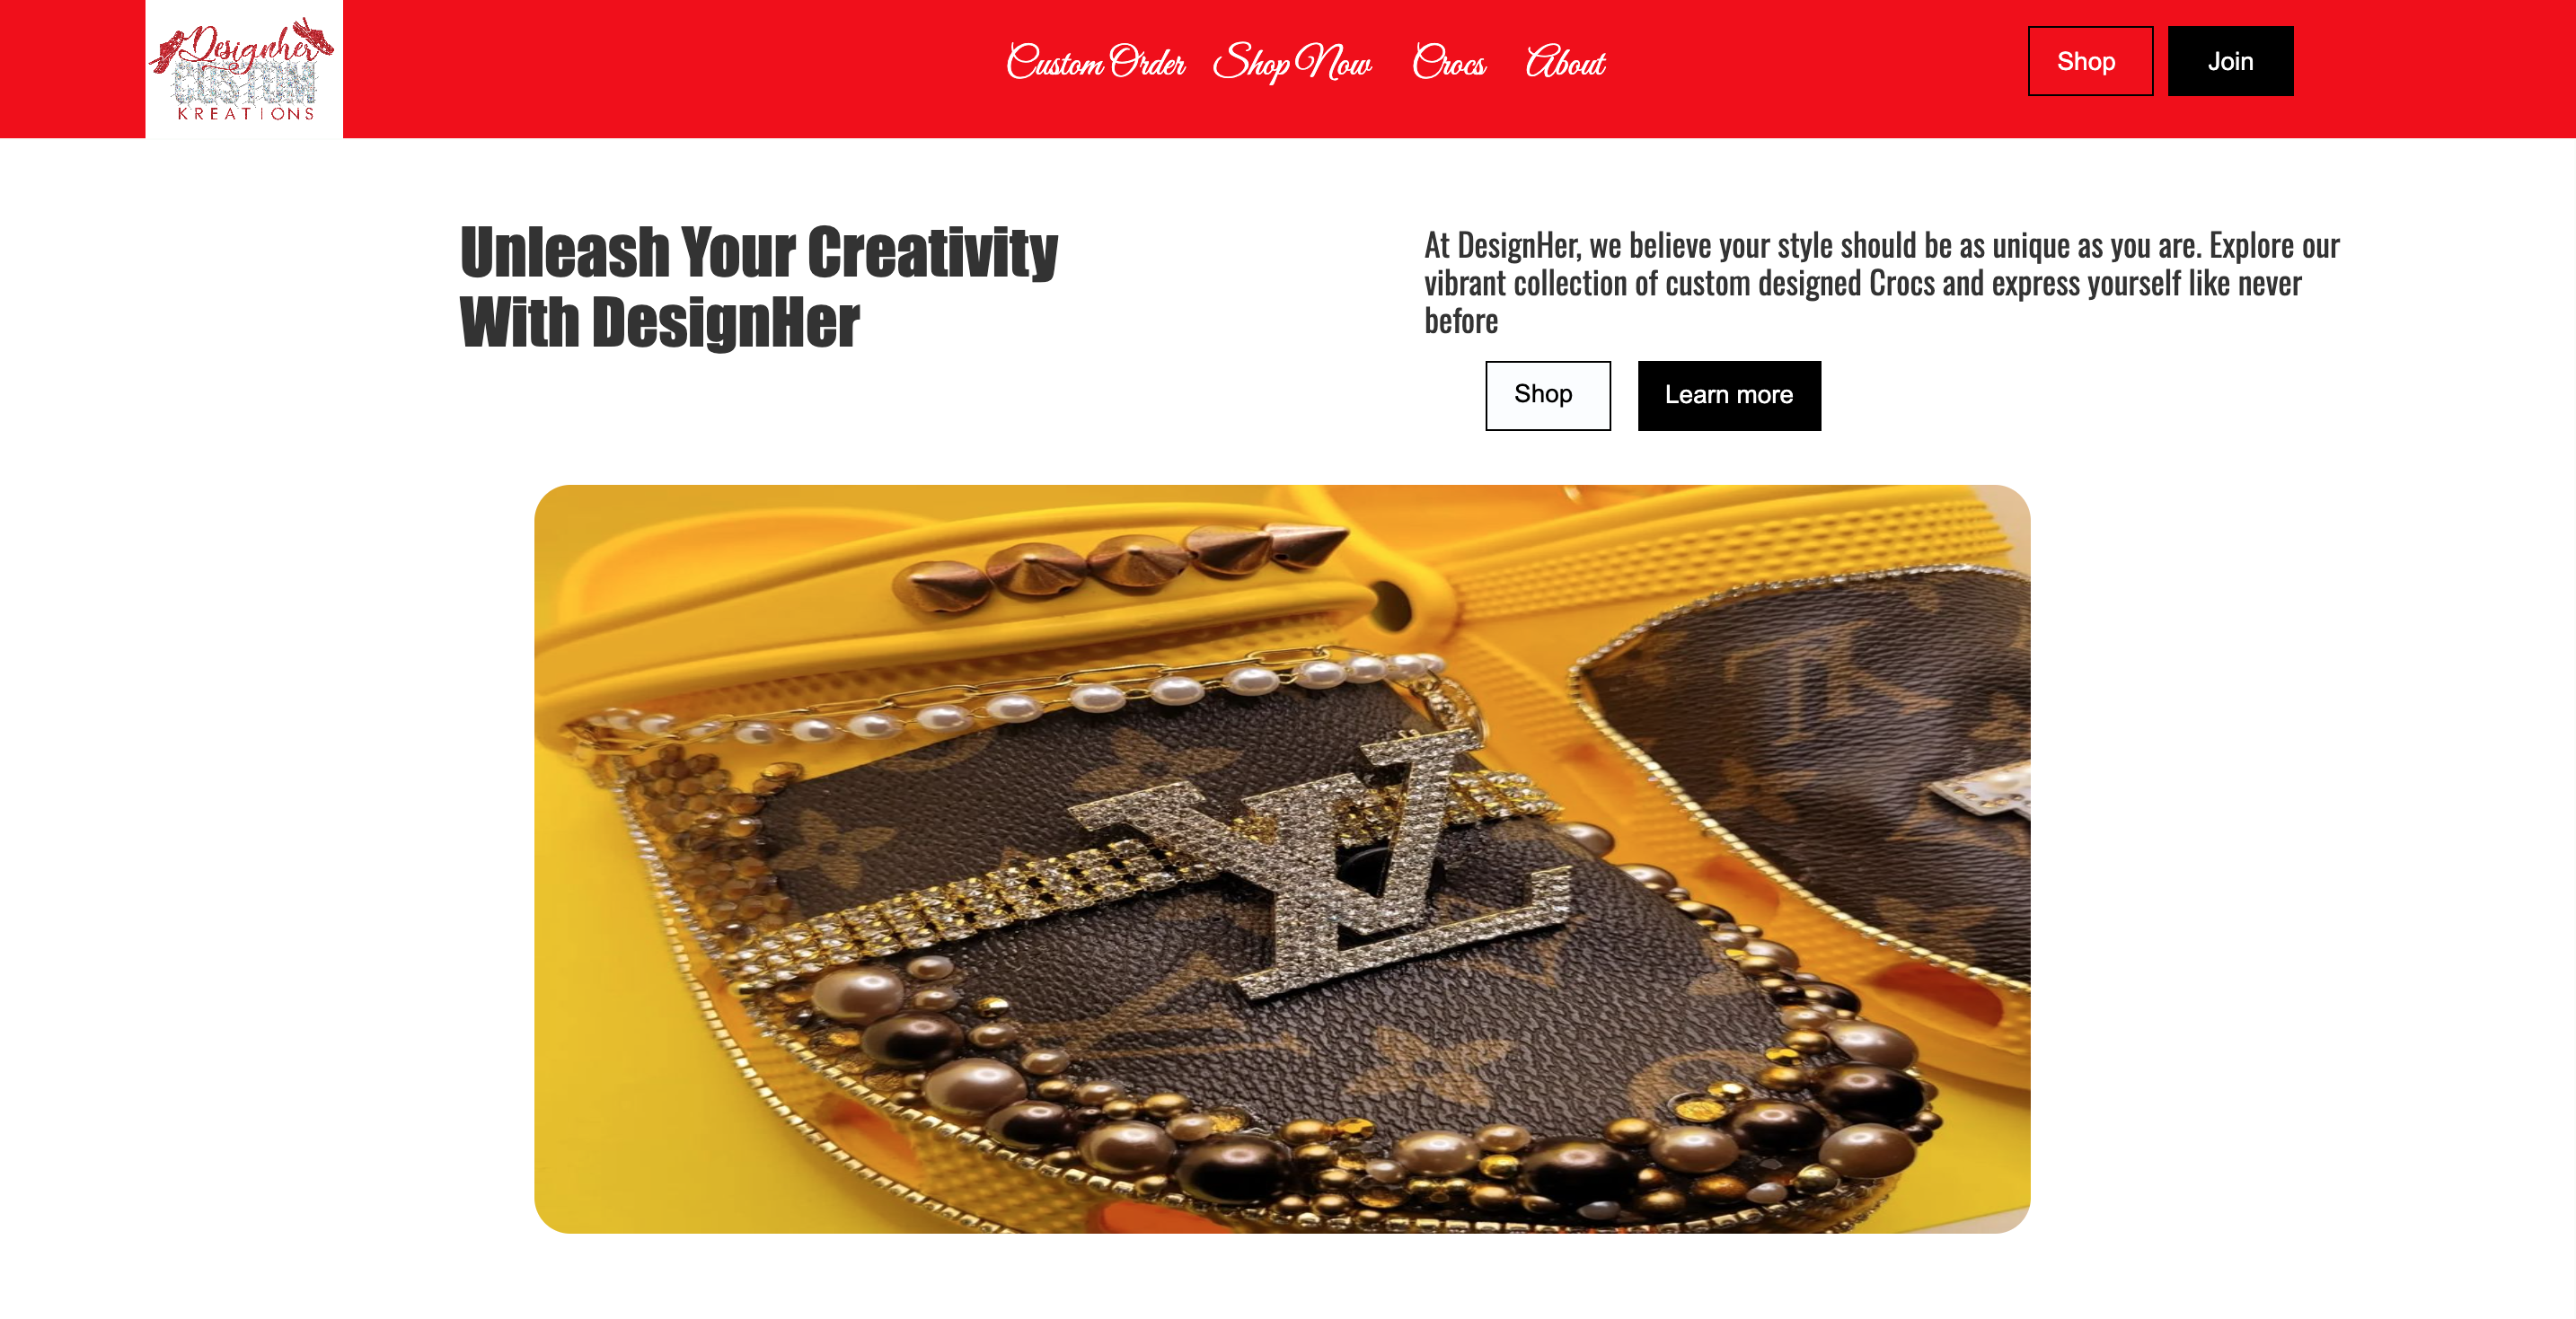 Designher
CUSTOM
KREATIONS
Custom Order Shop Now Crocs About
Shop Join
Unleash Your Creativity
With DesignHer
At DesignHer, we believe your style should be as unique as you are. Explore our
vibrant collection of custom designed Crocs and express yourself like never
before
Shop Learn more
LV